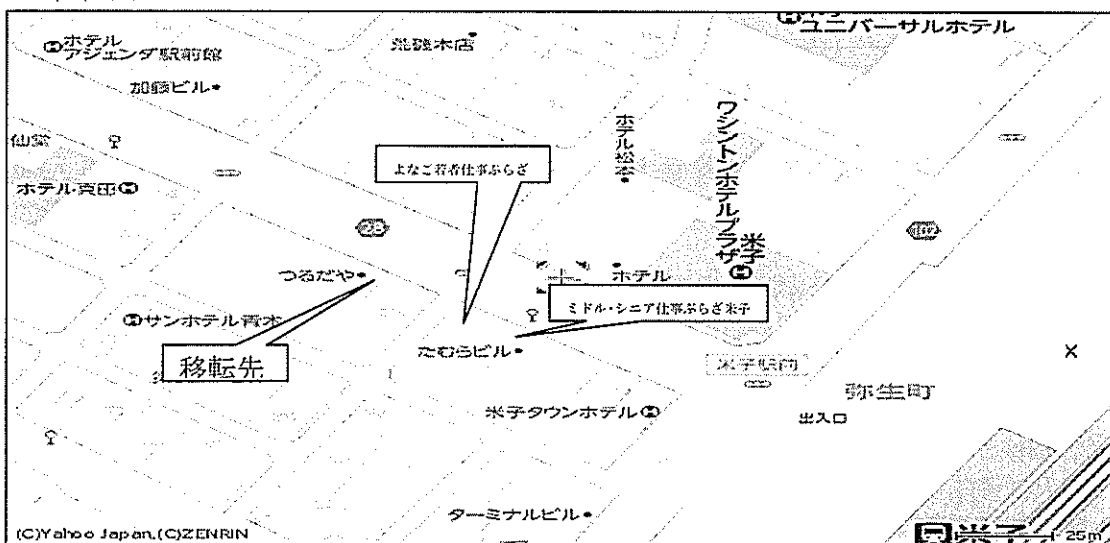 ユニバーサルホテル
ホテル
アジェンダ駅前館
加藤ビル
ホテル松本
ワシントンホテルプラザ
米子
よなご若者仕事ぷらざ
ホテル真田
つるだや
ホテル
サンホテル青木
ミドル・シニア仕事ぷらざ米子
移転先
たむらビル
米子駅前
弥生町
米子タウンホテル
出入口
ターミナルビル
(C)Yahoo Japan,(C)ZENRIN
米子
25m